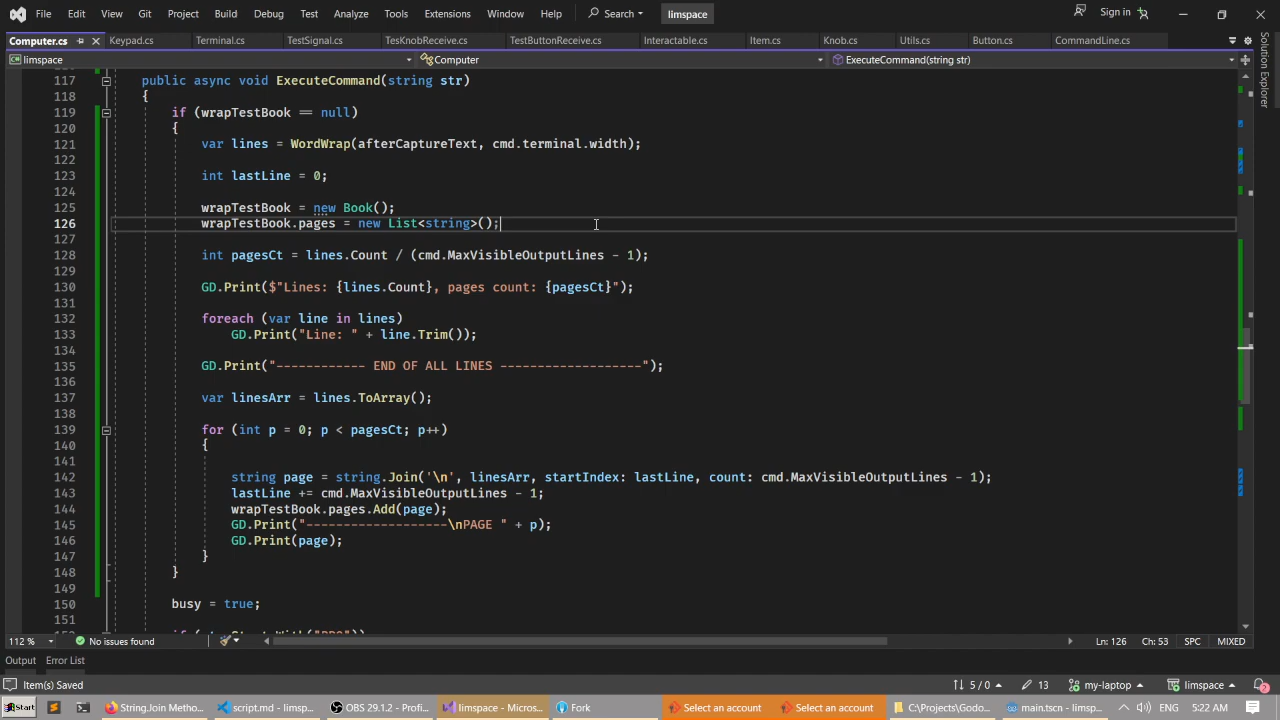 File Edit View Git Project Build Debug Test Analyze Tools Extensions Window Help Search limspace Sign in
Computer.cs Keypad.cs Terminal.cs TestSignal.cs TesKnobReceive.cs TestButtonReceive.cs Interactable.cs Item.cs Knob.cs Utils.cs Button.cs CommandLine.cs
limspace Computer ExecuteCommand(string str)
Solution Explorer
117 public async void ExecuteCommand(string str)
118 {
119 if (wrapTestBook == null)
120 {
121 var lines = WordWrap(afterCaptureText, cmd.terminal.width);
122
123 int lastLine = 0;
124
125 wrapTestBook = new Book();
126 wrapTestBook.pages = new List<string>();
127
128 int pagesCt = lines.Count / (cmd.MaxVisibleOutputLines - 1);
129
130 GD.Print($"Lines: {lines.Count}, pages count: {pagesCt}");
131
132 foreach (var line in lines)
133 GD.Print("Line: " + line.Trim());
134
135 GD.Print("------------ END OF ALL LINES -------------------");
136
137 var linesArr = lines.ToArray();
138
139 for (int p = 0; p < pagesCt; p++)
140 {
141
142 string page = string.Join('\n', linesArr, startIndex: lastLine, count: cmd.MaxVisibleOutputLines - 1);
143 lastLine += cmd.MaxVisibleOutputLines - 1;
144 wrapTestBook.pages.Add(page);
145 GD.Print("-------------------\nPAGE " + p);
146 GD.Print(page);
147 }
148 }
149
150 busy = true;
151
112 % No issues found Ln: 126 Ch: 53 SPC MIXED
Output Error List
Item(s) Saved 5 / 0 13 my-laptop limspace 2
Start String.Join Metho... script.md - limsp... OBS 29.1.2 - Profi... limspace - Micros... Fork Select an account Select an account C:\Projects\Godo... main.tscn - limsp... 5:22 AM